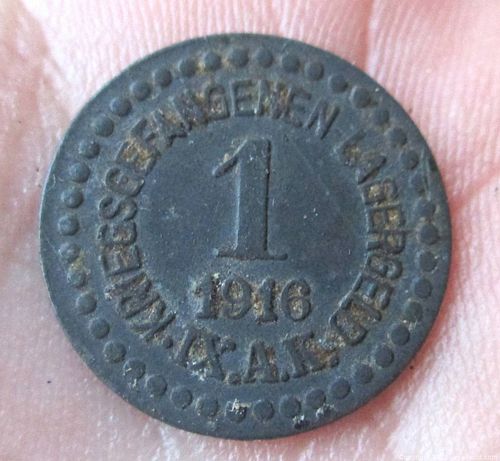 KRIEGSGEFANGENEN-LAGERGELD
1
1916
IX.A.K.